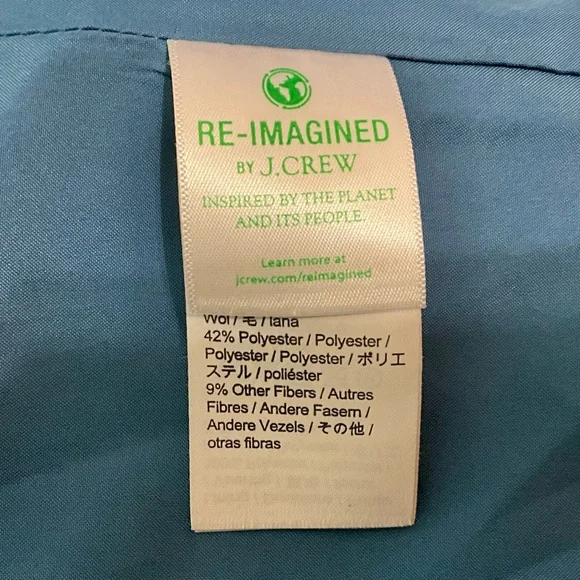 RE-IMAGINED
BY J.CREW
INSPIRED BY THE PLANET
AND ITS PEOPLE.
Learn more at
jcrew.com/reimagined
Wol / 毛 / lana
42% Polyester / Polyester /
Polyester / Polyester / ポリエ
ステル / poliéster
9% Other Fibers / Autres
Fibres / Andere Fasern /
Andere Vezels / その他 /
otras fibras